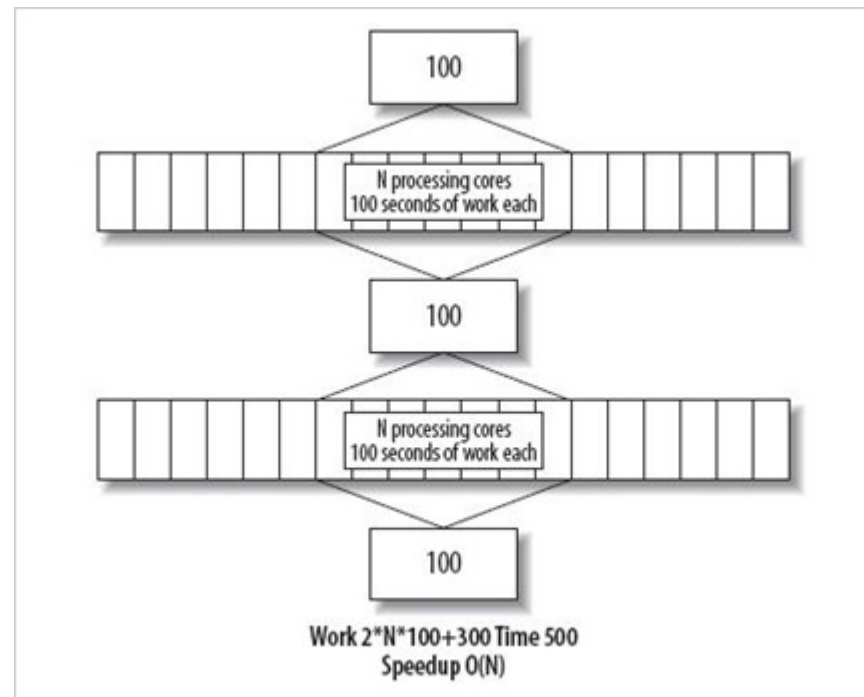 100
N processing cores
100 seconds of work each
100
N processing cores
100 seconds of work each
100
Work 2*N*100+300 Time 500
Speedup O(N)